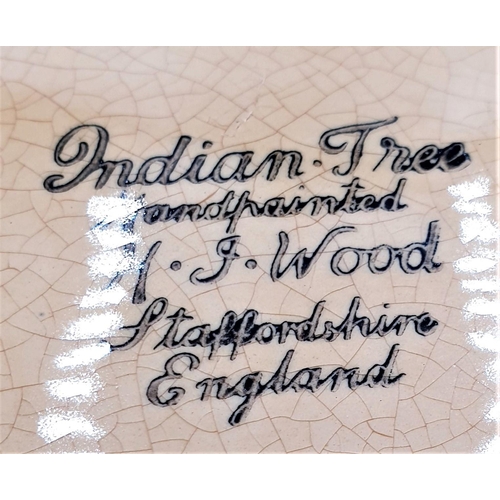 Indian. Tree
Handpainted
H. J. Wood
Staffordshire
England